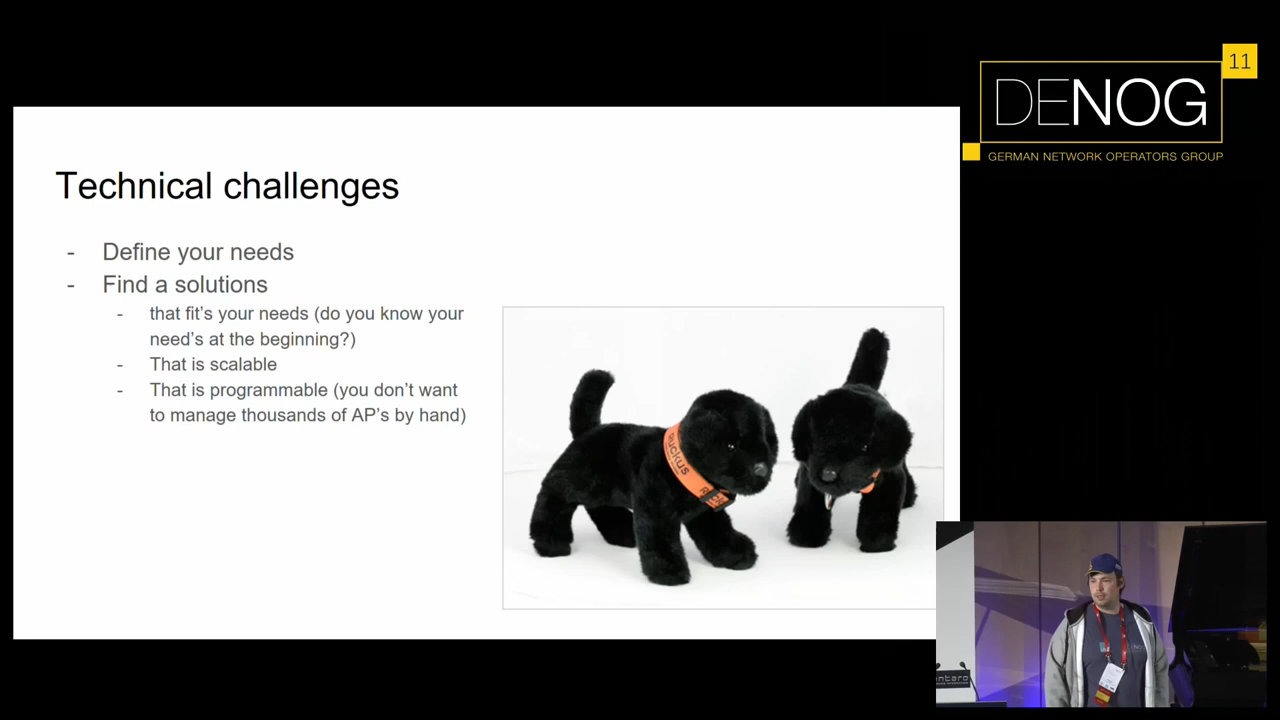 11
DENOG
GERMAN NETWORK OPERATORS GROUP
Technical challenges
- Define your needs
- Find a solutions
- that fit's your needs (do you know your
need's at the beginning?)
- That is scalable
- That is programmable (you don't want
to manage thousands of AP's by hand)
Ruckus
antaro